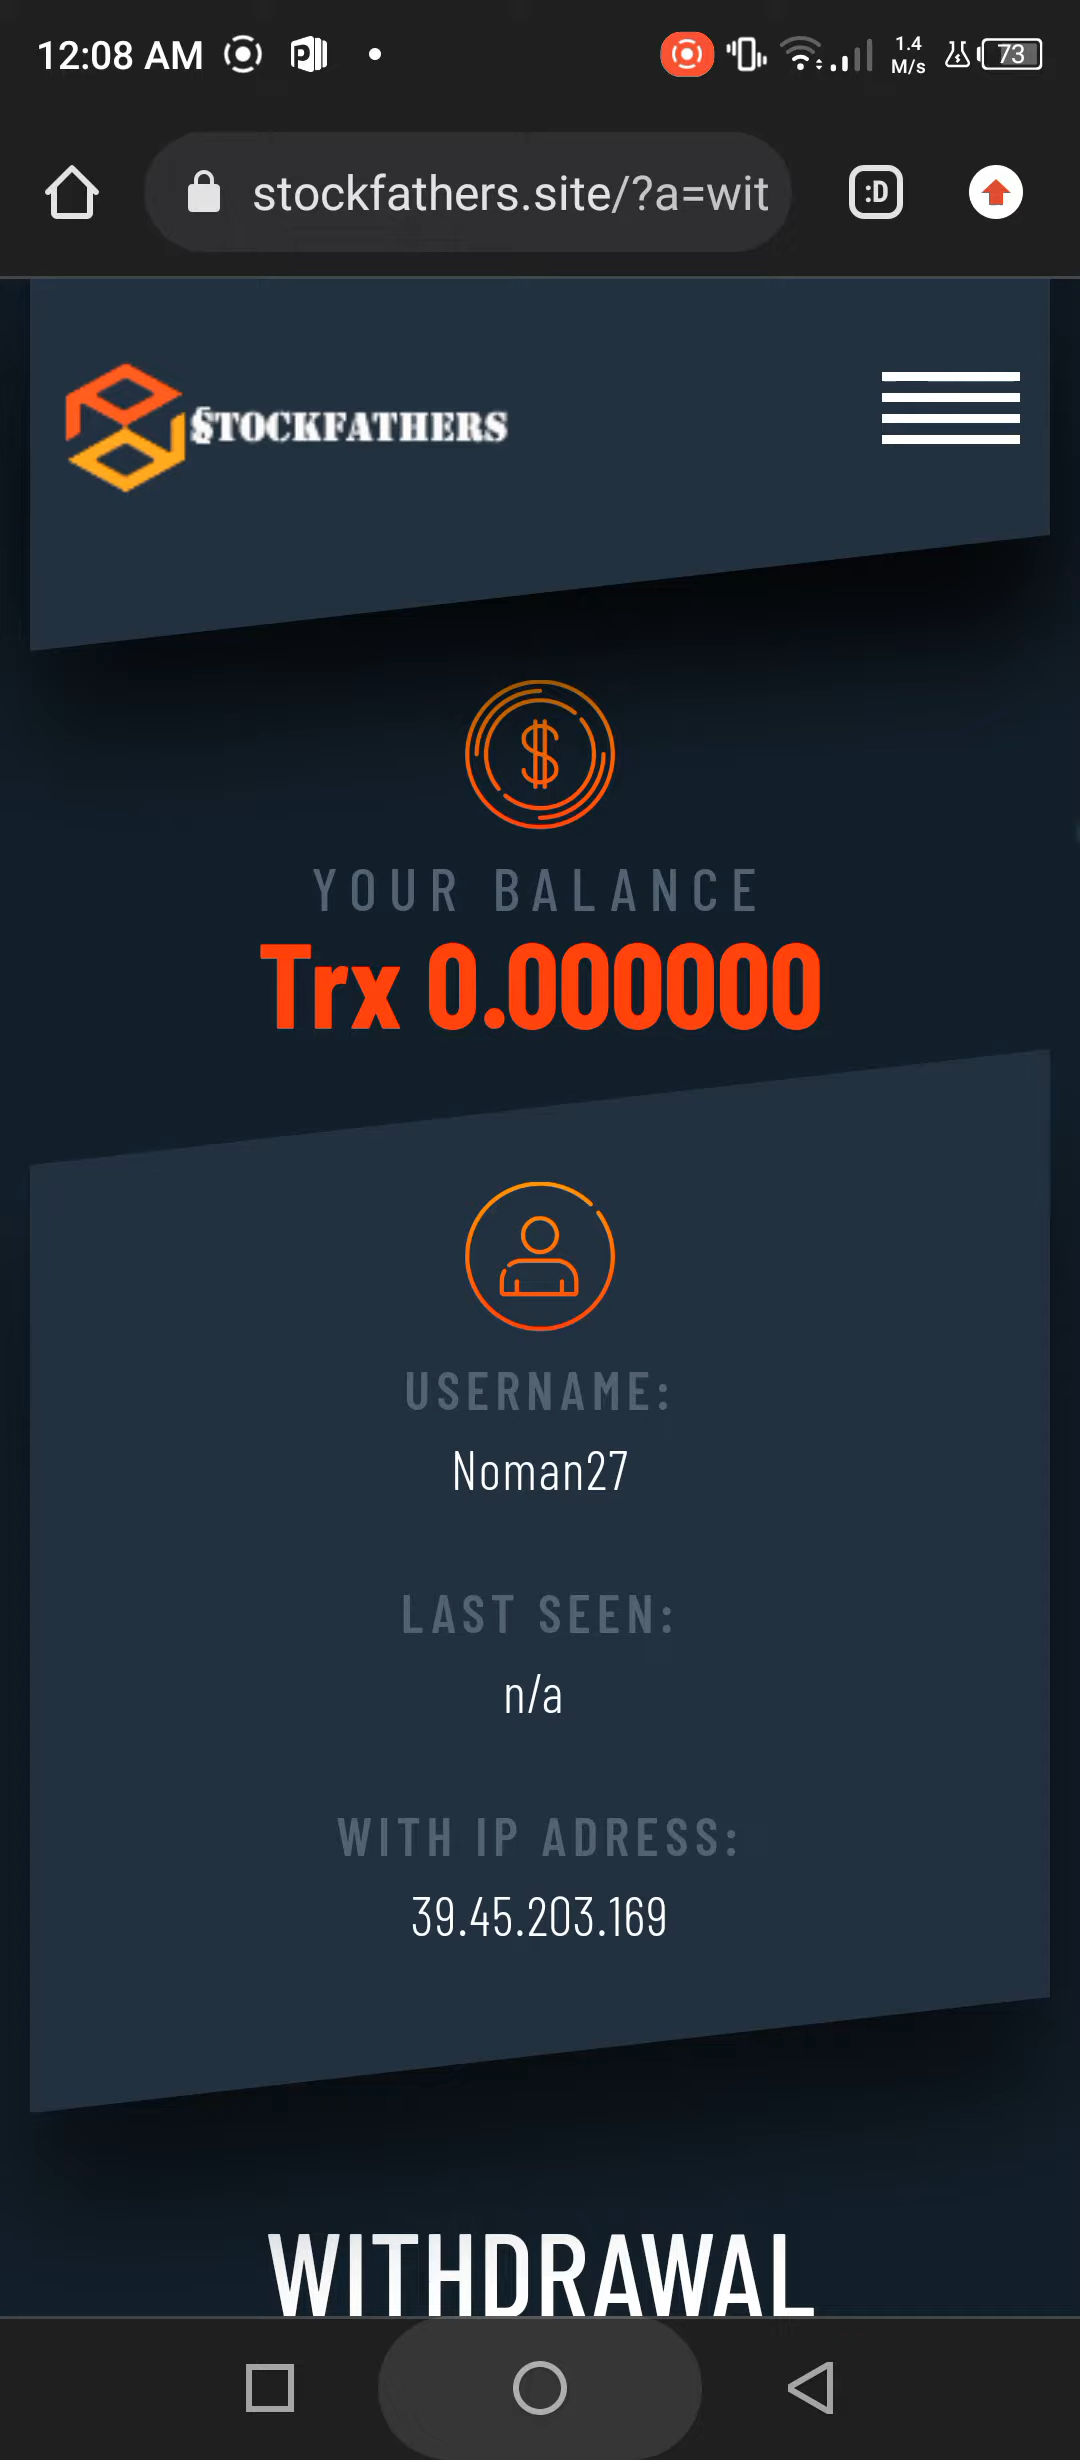 12:08 AM
1.4
M/s
73
stockfathers.site/?a=wit
:D
STOCKFATHERS
YOUR BALANCE
Trx 0.000000
USERNAME:
Noman27
LAST SEEN:
n/a
WITH IP ADRESS:
39.45.203.169
WITHDRAWAL